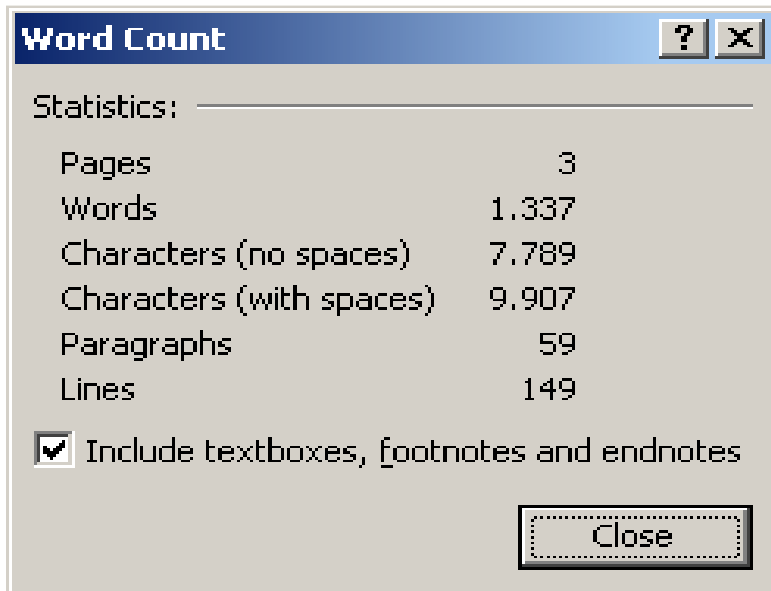 Word Count
Statistics:
Pages 3
Words 1.337
Characters (no spaces) 7.789
Characters (with spaces) 9.907
Paragraphs 59
Lines 149
Include textboxes, footnotes and endnotes
Close